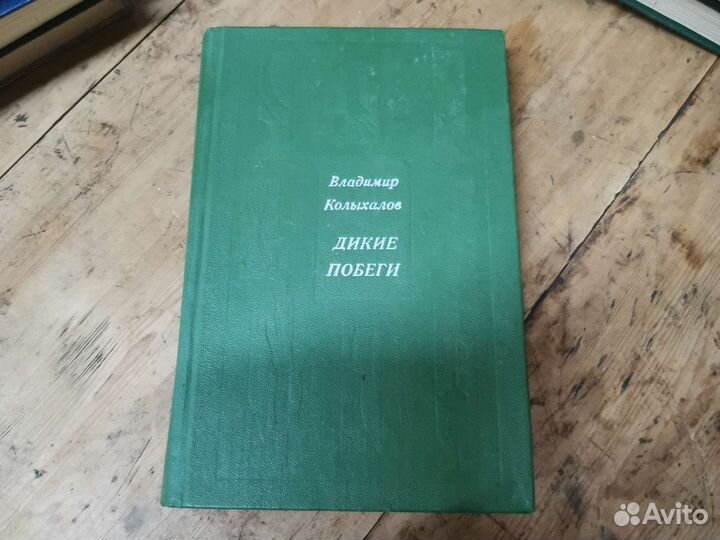 Владимир
Колыхалов
ДИКИЕ
ПОБЕГИ
Avito